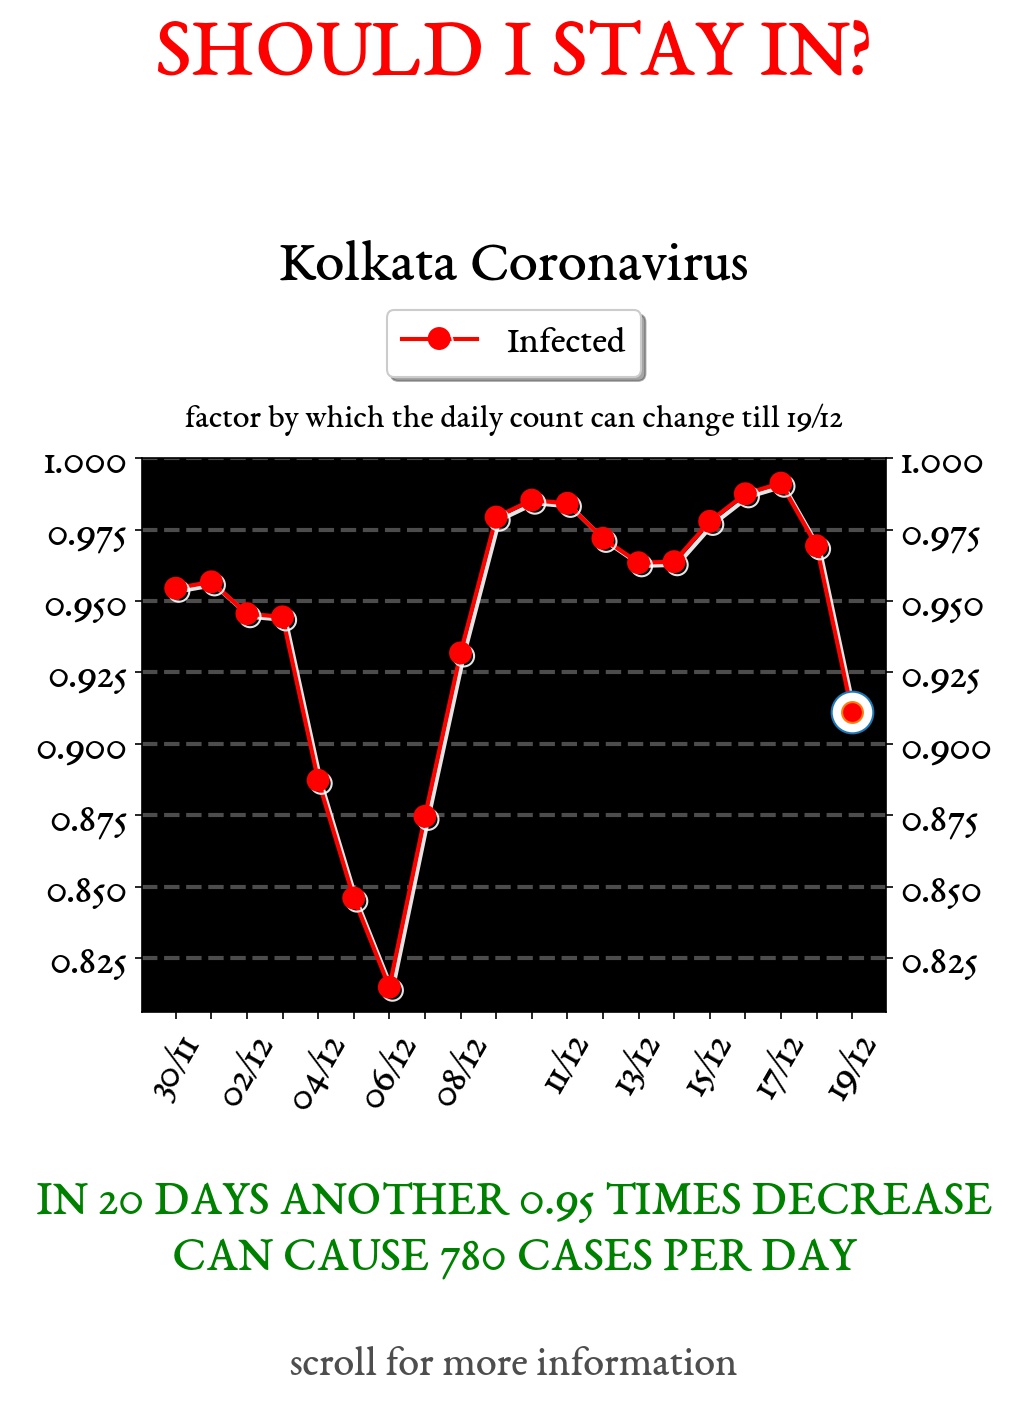 SHOULD I STAY IN?
Kolkata Coronavirus
Infected
factor by which the daily count can change till 19/12
1.000 1.000
0.975 0.975
0.950 0.950
0.925 0.925
0.900 0.900
0.875 0.875
0.850 0.850
0.825 0.825
30/11 02/12 04/12 06/12 08/12 11/12 13/12 15/12 17/12 19/12
IN 20 DAYS ANOTHER 0.95 TIMES DECREASE
CAN CAUSE 780 CASES PER DAY
scroll for more information